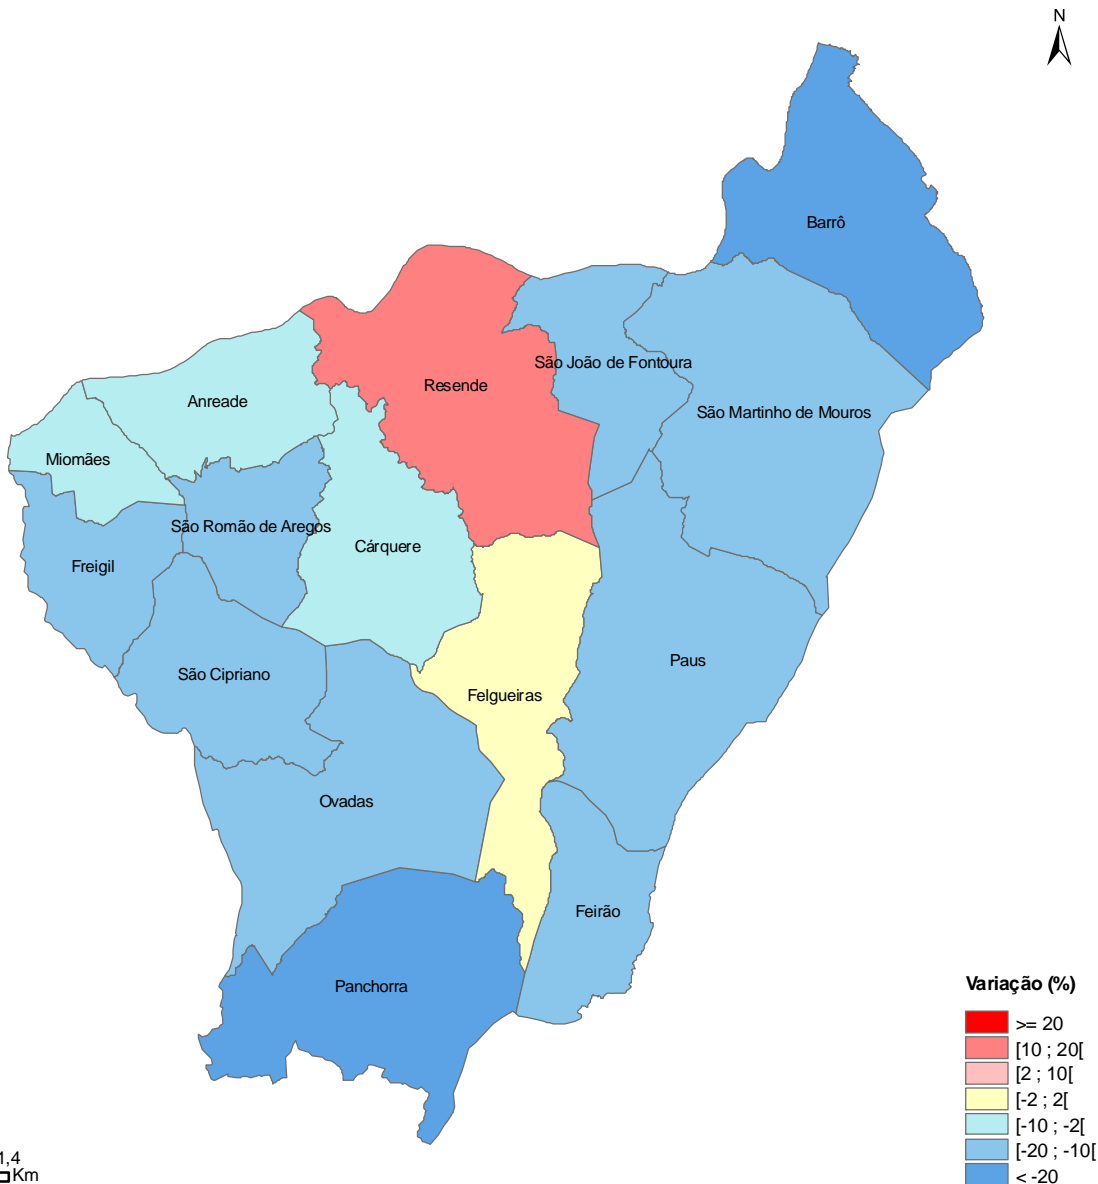 N
Barrô
São João de Fontoura
Resende
Anreade
São Martinho de Mouros
Miomães
São Romão de Aregos
Cárquere
Freigil
Paus
São Cipriano
Felgueiras
Ovadas
Feirão
Panchorra
Variação (%)
>= 20
[10 ; 20[
[2 ; 10[
[-2 ; 2[
[-10 ; -2[
[-20 ; -10[
< -20
1,4
Km